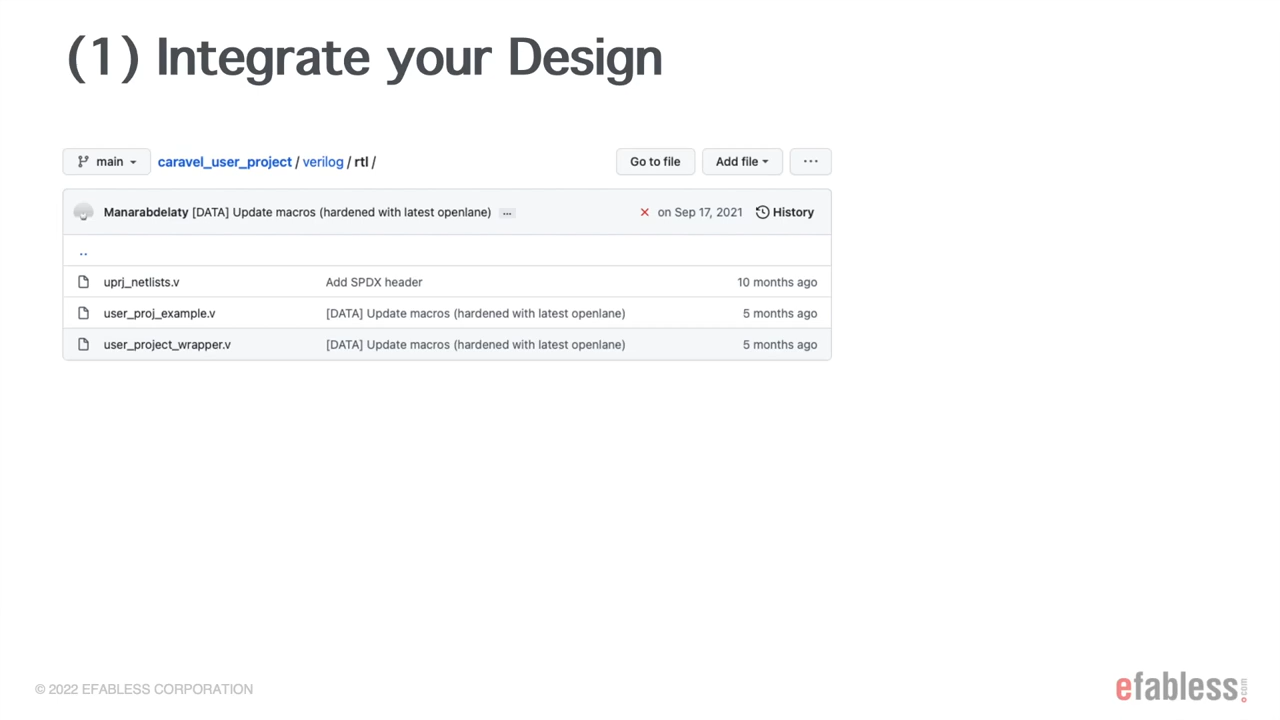 (1) Integrate your Design
main caravel_user_project / verilog / rtl / Go to file Add file ...
Manarabdelaty [DATA] Update macros (hardened with latest openlane) ... × on Sep 17, 2021 History
..
uprj_netlists.v Add SPDX header 10 months ago
user_proj_example.v [DATA] Update macros (hardened with latest openlane) 5 months ago
user_project_wrapper.v [DATA] Update macros (hardened with latest openlane) 5 months ago
© 2022 EFABLESS CORPORATION
efabless.com